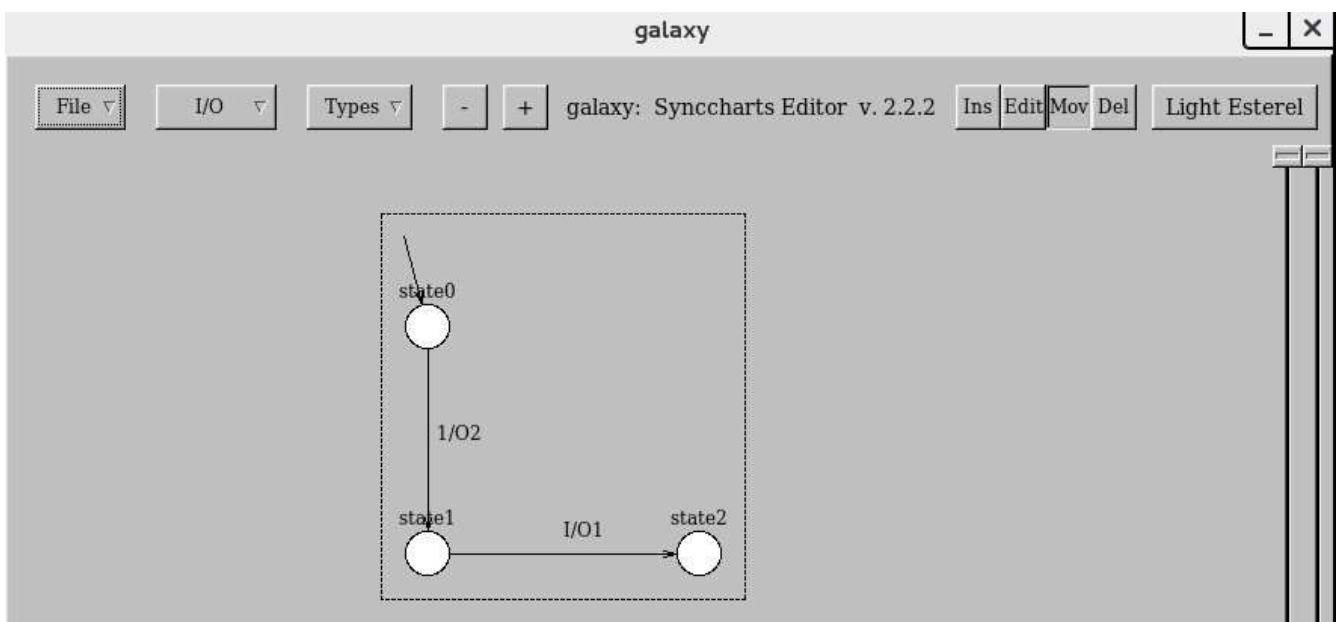 galaxy
File I/O Types - + galaxy: Synccharts Editor v. 2.2.2 Ins Edit Mov Del Light Esterel
state0
1/O2
state1 I/O1 state2